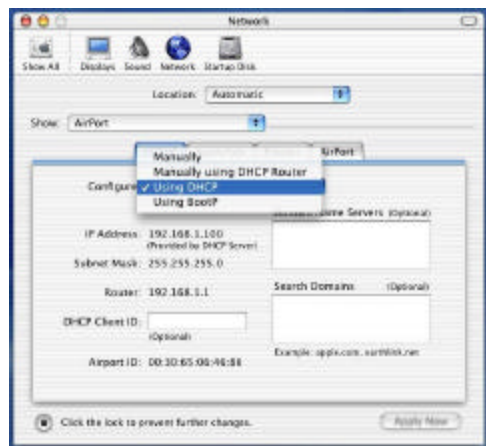 Network
Show All Displays Sound Network Startup Disk
Location: Automatic
Show: AirPort
AirPort
Manually
Manually using DHCP Router
Configure ✓ Using DHCP
Using BootP
Name Servers (Optional)
IP Address: 192.168.1.100
(Provided by DHCP Server)
Subnet Mask: 255.255.255.0
Router: 192.168.1.1
Search Domains (Optional)
DHCP Client ID:
(Optional)
Example: apple.com, earthlink.net
Airport ID: 00:30:65:06:46:88
Click the lock to prevent further changes.
Apply Now